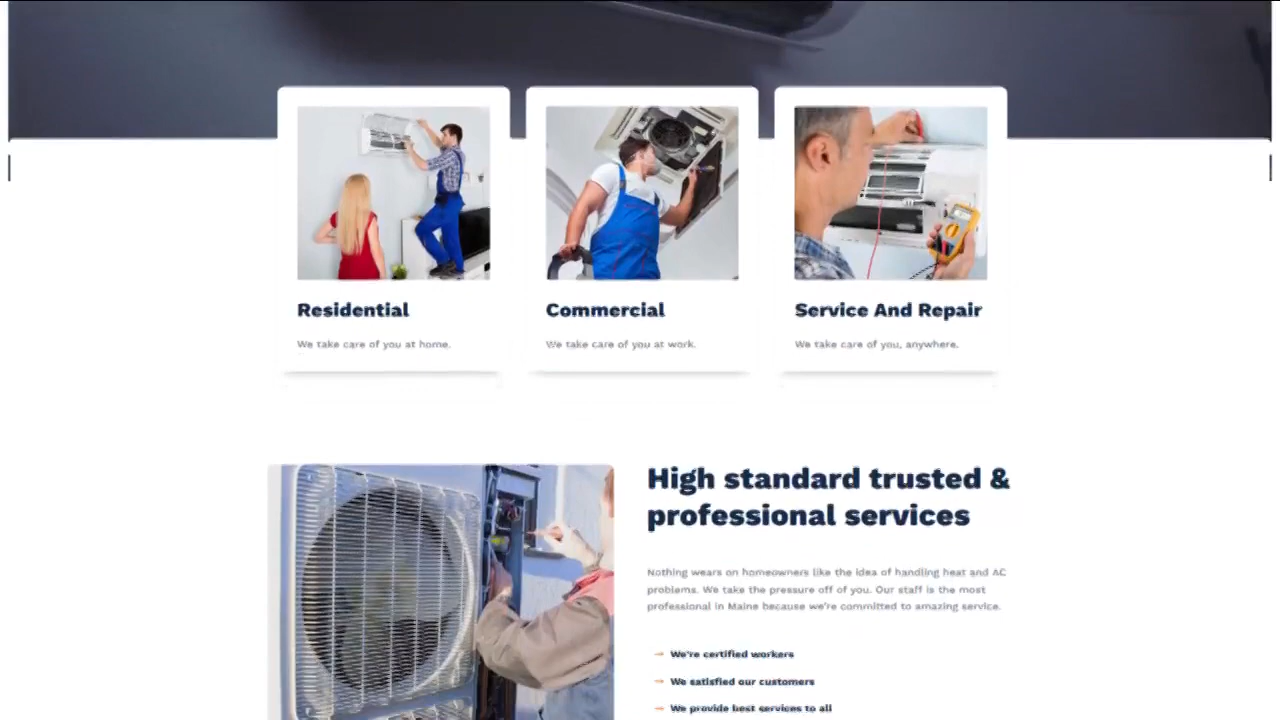 Residential
Commercial
Service And Repair
We take care of you at home.
We take care of you at work.
We take care of you, anywhere.
High standard trusted &
professional services
Nothing wears on homeowners like the idea of handling heat and AC
problems. We take the pressure off of you. Our staff is the most
professional in Maine because we're committed to amazing service.
We're certified workers
We satisfied our customers
We provide best services to all